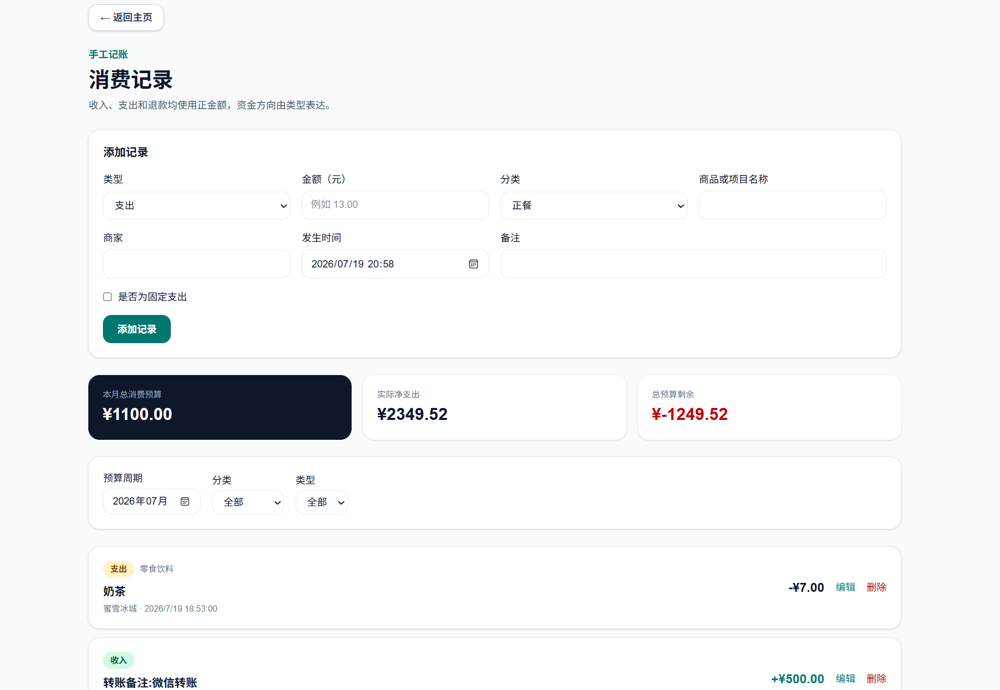 ← 返回主页
手工记账
消费记录
收入、支出和退款均使用正金额，资金方向由类型表达。
添加记录
类型
金额（元）
分类
商品或项目名称
支出
例如 13.00
正餐
商家
发生时间
备注
2026/07/19 20:58
是否为固定支出
添加记录
本月总消费预算
¥1100.00
实际净支出
¥2349.52
总预算剩余
¥-1249.52
预算周期
分类
类型
2026年07月
全部
全部
支出 零食饮料
奶茶
蜜雪冰城 · 2026/7/19 18:53:00
-¥7.00 编辑 删除
收入
转账备注:微信转账
+¥500.00 编辑 删除